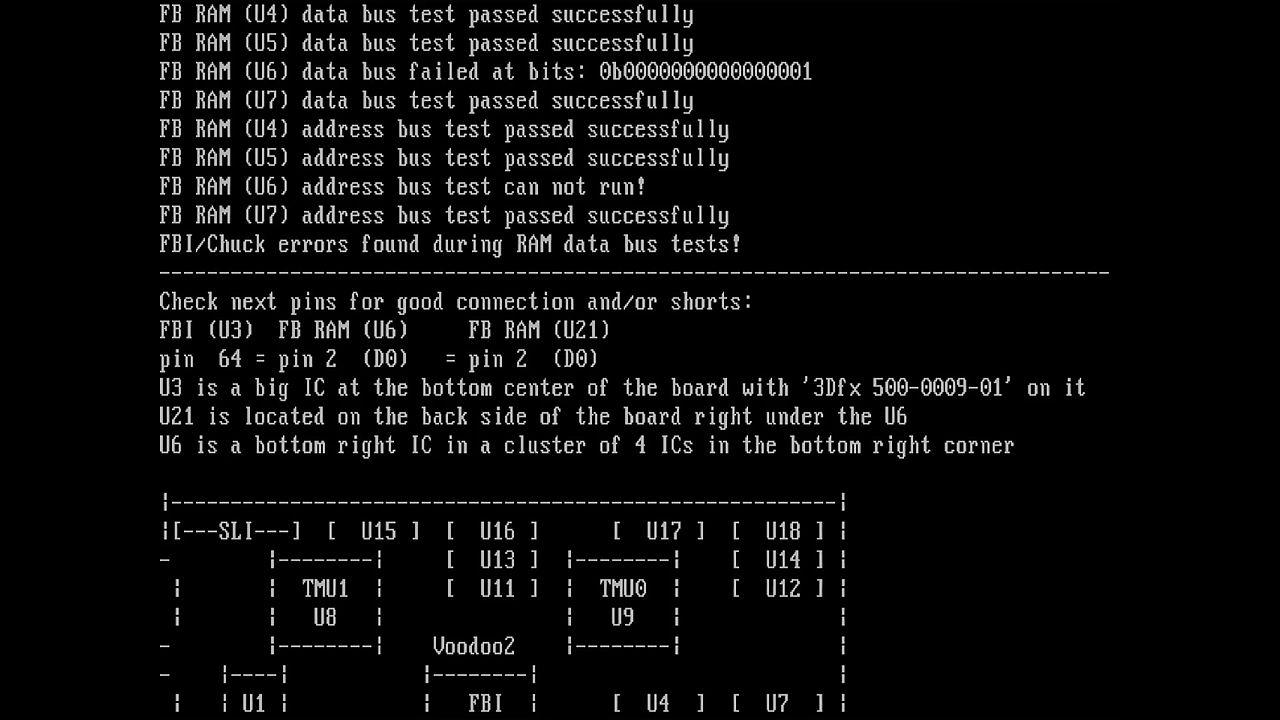 FB RAM (U4) data bus test passed successfully
FB RAM (U5) data bus test passed successfully
FB RAM (U6) data bus failed at bits: 0b0000000000000001
FB RAM (U7) data bus test passed successfully
FB RAM (U4) address bus test passed successfully
FB RAM (U5) address bus test passed successfully
FB RAM (U6) address bus test can not run!
FB RAM (U7) address bus test passed successfully
FBI/Chuck errors found during RAM data bus tests!
--------------------------------------------------------------------------------
Check next pins for good connection and/or shorts:
FBI (U3)  FB RAM (U6)     FB RAM (U21)
pin  64 = pin 2  (D0)   = pin 2  (D0)
U3 is a big IC at the bottom center of the board with '3Dfx 500-0009-01' on it
U21 is located on the back side of the board right under the U6
U6 is a bottom right IC in a cluster of 4 ICs in the bottom right corner
¦--------------------------------------------------------¦
¦[---SLI---]  [  U15 ]  [  U16 ]      [  U17 ]  [  U18 ] ¦
-        ¦--------¦     [  U13 ]  ¦--------¦    [  U14 ] ¦
 ¦       ¦  TMU1  ¦     [  U11 ]  ¦  TMU0  ¦    [  U12 ] ¦
 ¦       ¦   U8   ¦               ¦   U9   ¦             ¦
-        ¦--------¦    Voodoo2    ¦--------¦             ¦
-    ¦----¦           ¦--------¦                         ¦
 ¦   ¦ U1 ¦           ¦   FBI  ¦      [  U4  ]  [  U7  ] ¦